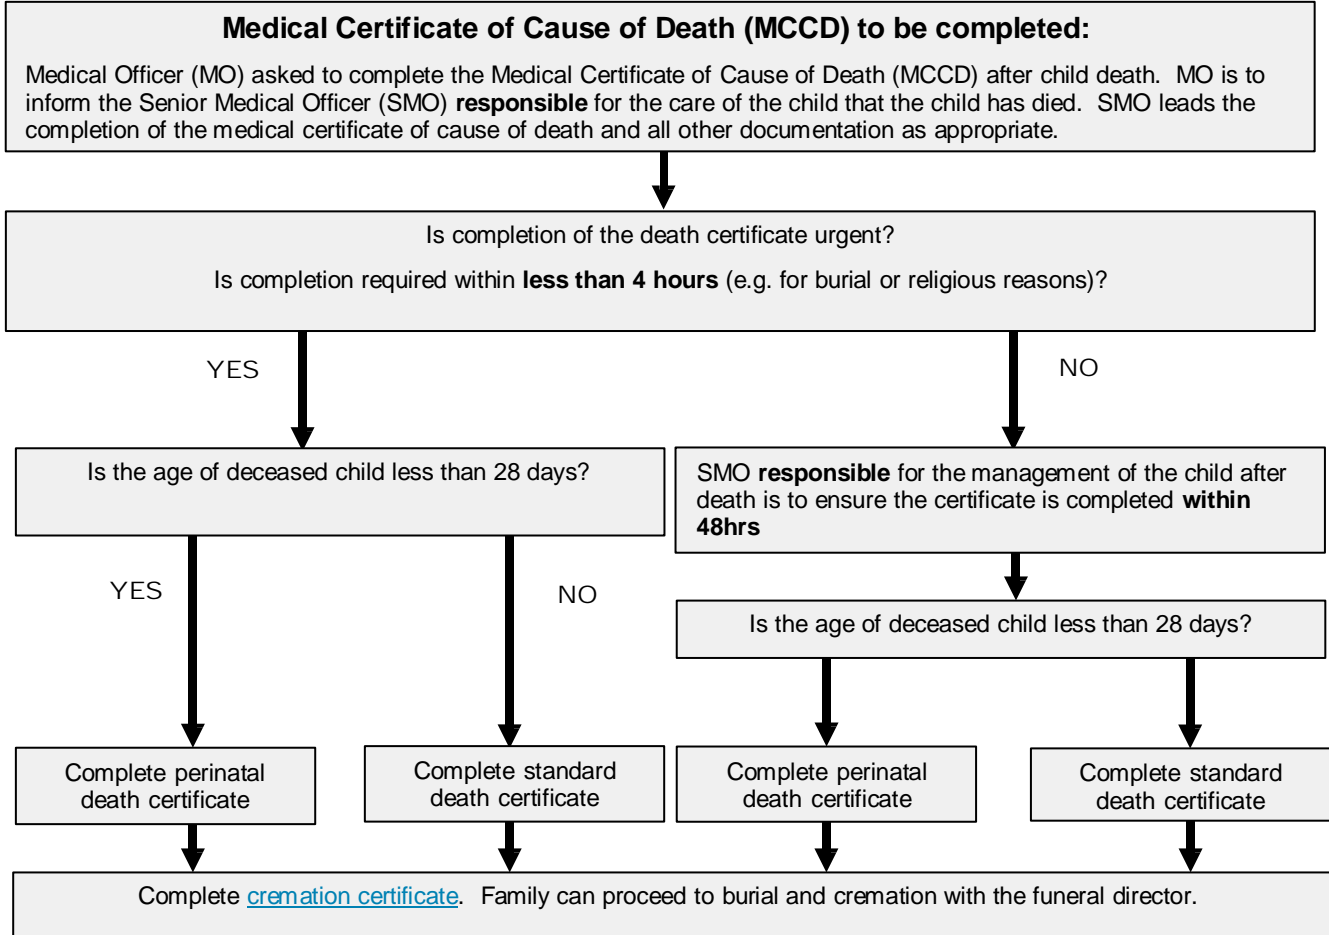 Medical Certificate of Cause of Death (MCCD) to be completed:
Medical Officer (MO) asked to complete the Medical Certificate of Cause of Death (MCCD) after child death. MO is to
inform the Senior Medical Officer (SMO) responsible for the care of the child that the child has died. SMO leads the
completion of the medical certificate of cause of death and all other documentation as appropriate.
Is completion of the death certificate urgent?
Is completion required within less than 4 hours (e.g. for burial or religious reasons)?
YES
NO
Is the age of deceased child less than 28 days?
SMO responsible for the management of the child after
death is to ensure the certificate is completed within
48hrs
YES
NO
Is the age of deceased child less than 28 days?
Complete perinatal
death certificate
Complete standard
death certificate
Complete perinatal
death certificate
Complete standard
death certificate
Complete cremation certificate. Family can proceed to burial and cremation with the funeral director.